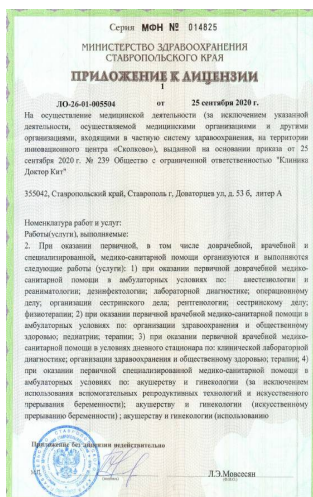 Серия МФН № 014825
МИНИСТЕРСТВО ЗДРАВООХРАНЕНИЯ
СТАВРОПОЛЬСКОГО КРАЯ
ПРИЛОЖЕНИЕ К ЛИЦЕНЗИИ
1
ЛО-26-01-005504 от 25 сентября 2020 г.
На осуществление медицинской деятельности (за исключением указанной
деятельности, осуществляемой медицинскими организациями и другими
организациями, входящими в частную систему здравоохранения, на территории
инновационного центра «Сколково»), выданной на основании приказа от 25
сентября 2020 г. № 239 Общество с ограниченной ответственностью "Клиника
Доктор Кит"
355042, Ставропольский край, Ставрополь г, Доваторцев ул, д. 53 б, литер А
Номенклатура работ и услуг:
Работы(услуги), выполняемые:
2. При оказании первичной, в том числе доврачебной, врачебной и
специализированной, медико-санитарной помощи организуются и выполняются
следующие работы (услуги): 1) при оказании первичной доврачебной медико-
санитарной помощи в амбулаторных условиях по: анестезиологии и
реаниматологии; дезинфектологии; лабораторной диагностике; операционному
делу; организации сестринского дела; рентгенологии; сестринскому делу;
физиотерапии; 2) при оказании первичной врачебной медико-санитарной помощи в
амбулаторных условиях по: организации здравоохранения и общественному
здоровью; педиатрии; терапии; 3) при оказании первичной врачебной медико-
санитарной помощи в условиях дневного стационара по: клинической лабораторной
диагностике; организации здравоохранения и общественному здоровью; терапии; 4)
при оказании первичной специализированной медико-санитарной помощи в
амбулаторных условиях по: акушерству и гинекологии (за исключением
использования вспомогательных репродуктивных технологий и искусственного
прерывания беременности); акушерству и гинекологии (искусственному
прерыванию беременности) ; акушерству и гинекологии (использованию
Приложение без лицензии недействительно
М.П.
(подпись)
Л.Э.Мовсесян
(Ф.И.О.)